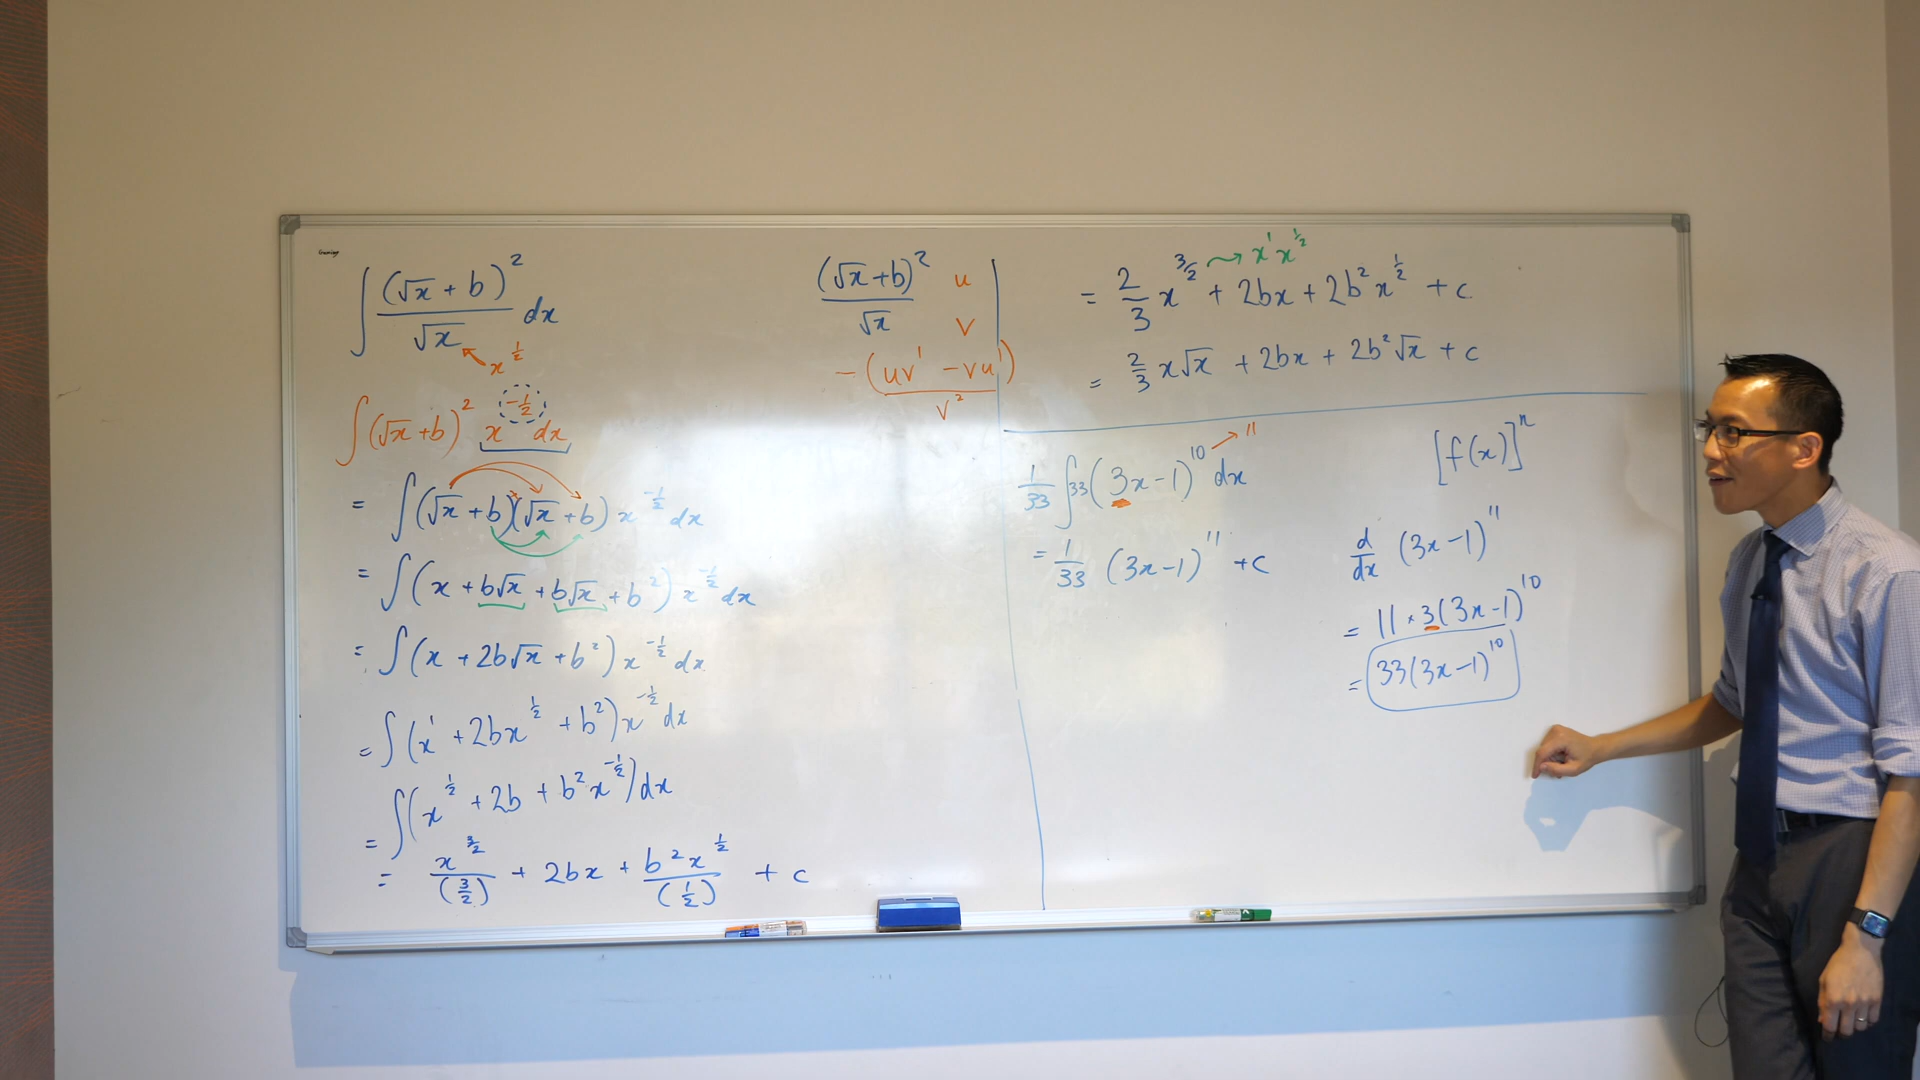 ∫ (√x + b)² / √x dx
x^(1/2)
∫ (√x + b)² x^(-1/2) dx
= ∫ (√x + b)(√x + b) x^(-1/2) dx
= ∫ (x + b√x + b√x + b²) x^(-1/2) dx
= ∫ (x + 2b√x + b²) x^(-1/2) dx
= ∫ (x¹ + 2bx^(1/2) + b²) x^(-1/2) dx
= ∫ (x^(1/2) + 2b + b²x^(-1/2)) dx
= x^(3/2) / (3/2) + 2bx + b²x^(1/2) / (1/2) + c
(√x + b)² / √x
u
v
- (uv' - vu') / v²
= 2/3 x^(3/2) + 2bx + 2b²x^(1/2) + c
x¹ x^(1/2)
= 2/3 x√x + 2bx + 2b²√x + c
1/33 ∫ 33(3x-1)^10 dx
11
= 1/33 (3x-1)^11 + c
[f(x)]^n
d/dx (3x-1)^11
= 11 × 3(3x-1)^10
= 33(3x-1)^10